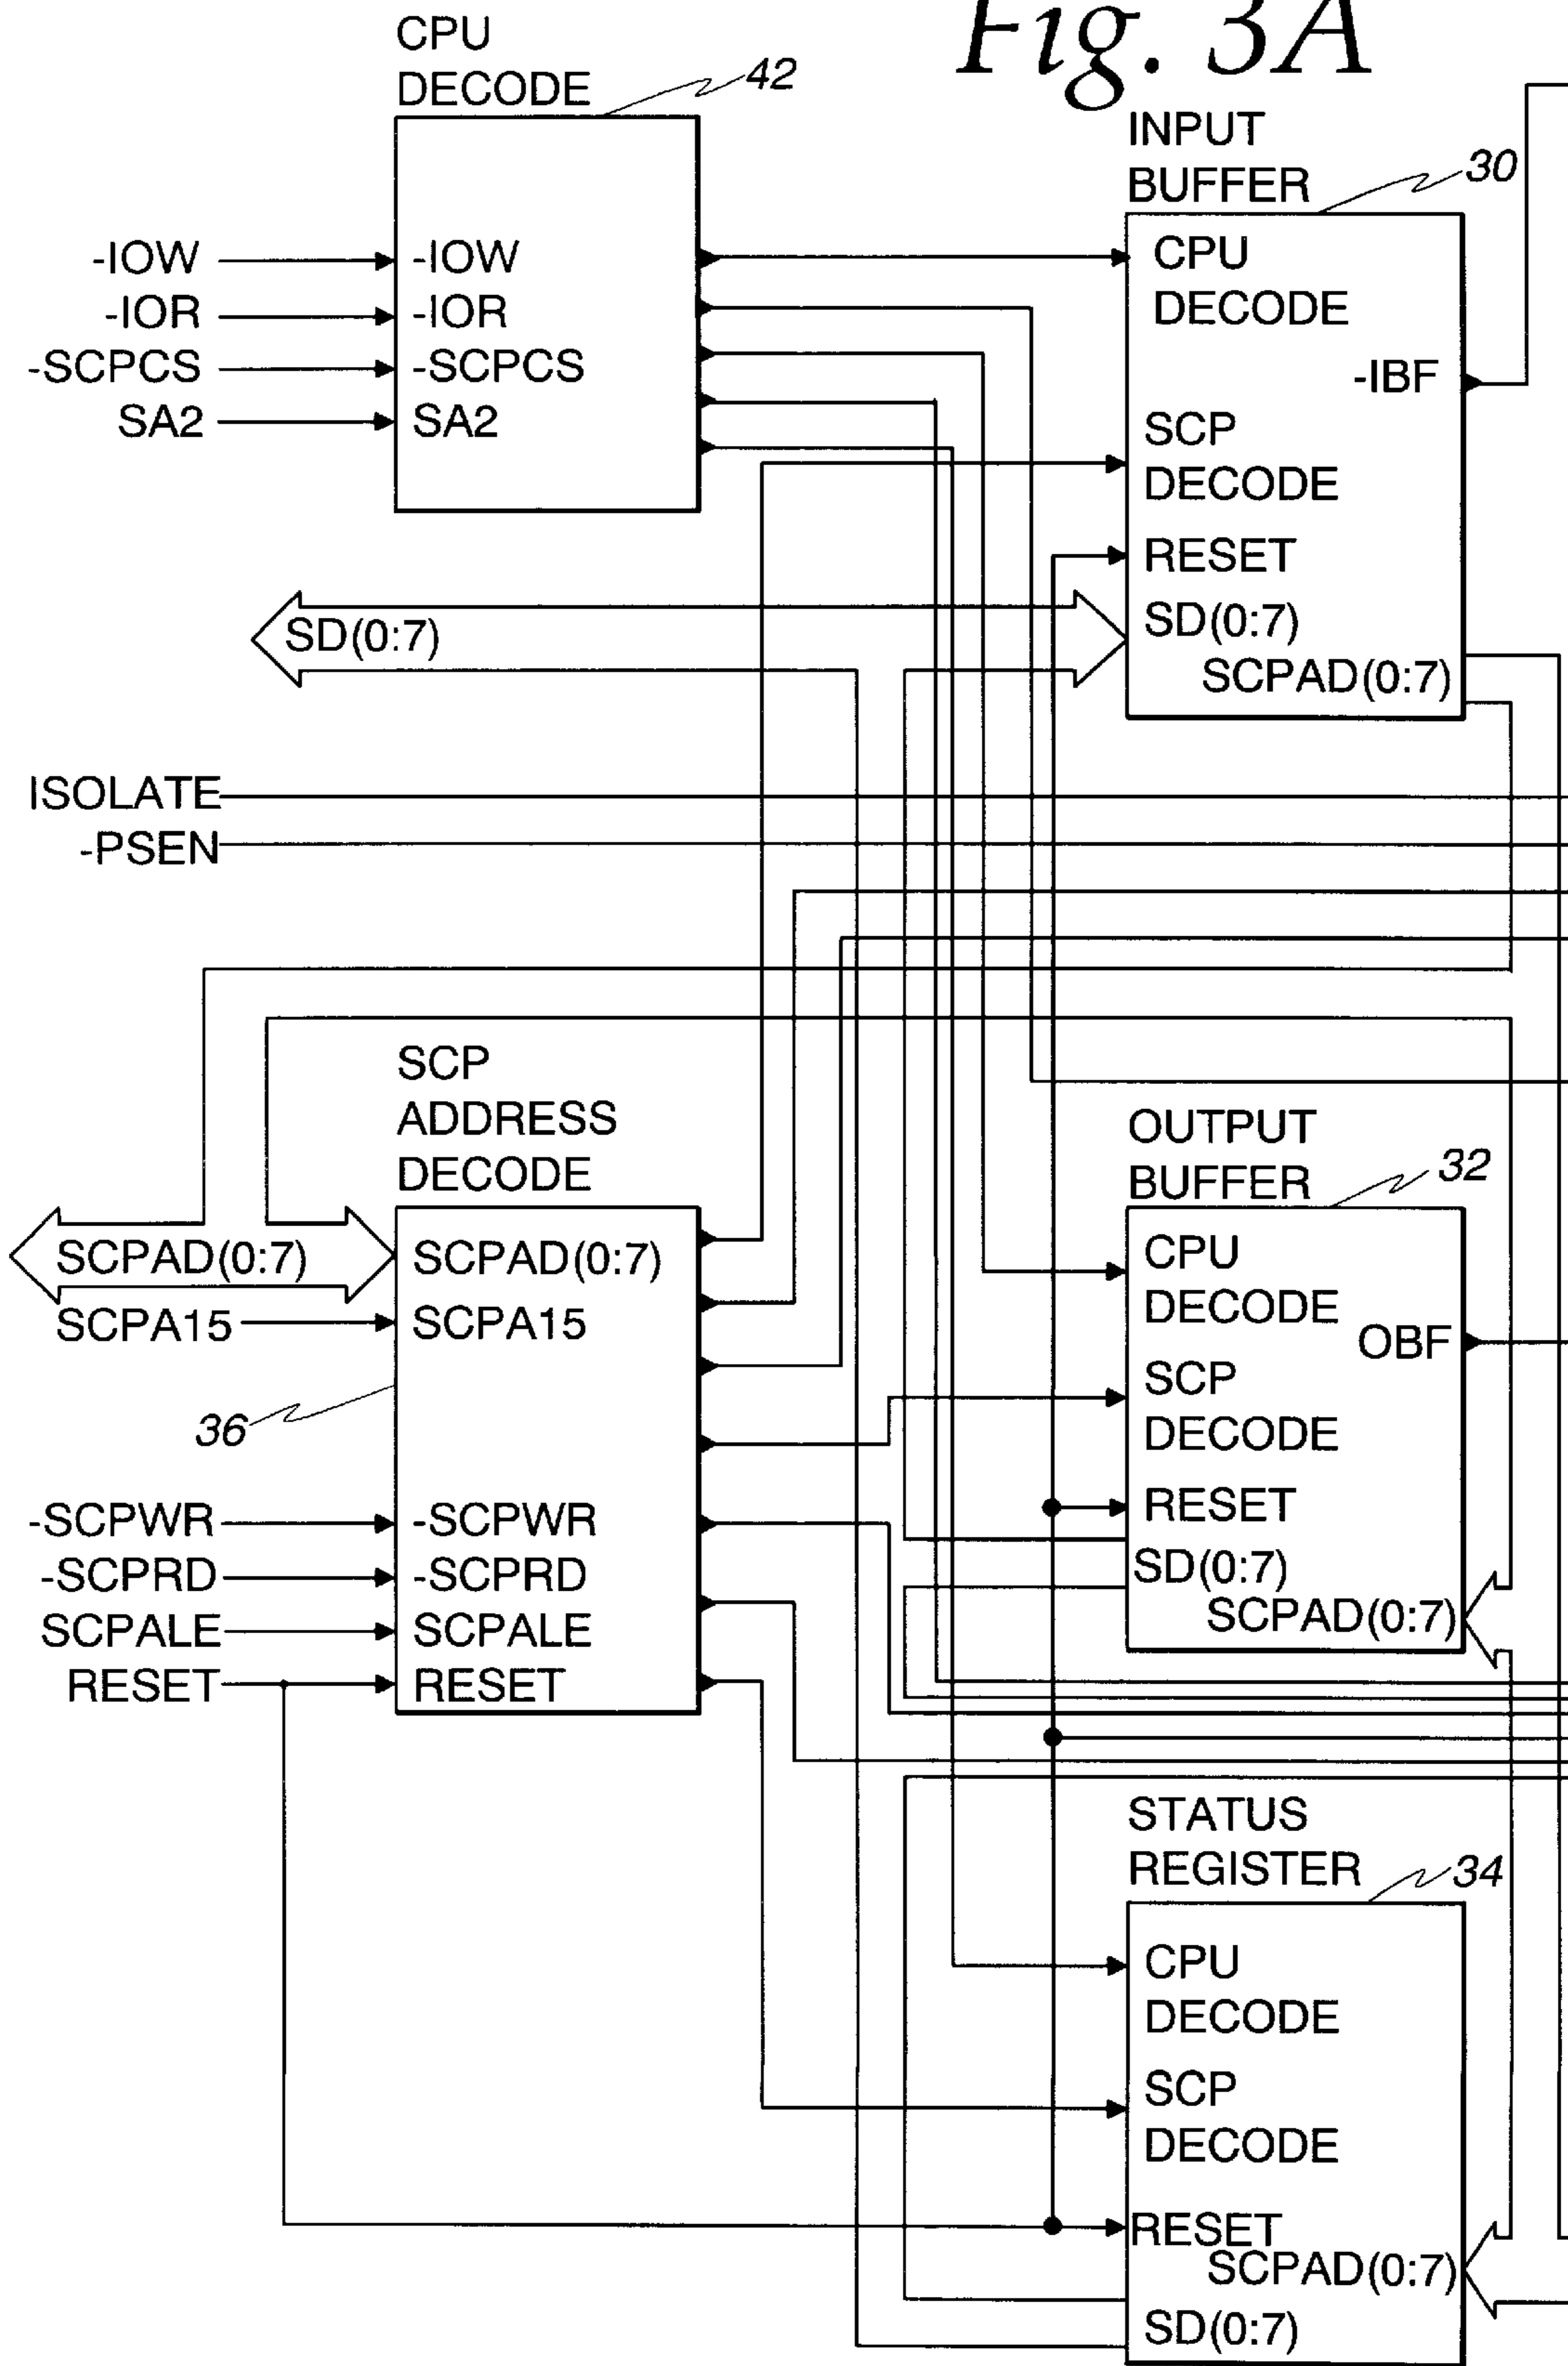 Fig. 3A
CPU
DECODE
42
-IOW
-IOR
-SCPCS
SA2
-IOW
-IOR
-SCPCS
SA2
INPUT
BUFFER
30
CPU
DECODE
-IBF
SCP
DECODE
RESET
SD(0:7)
SCPAD(0:7)
SD(0:7)
ISOLATE
-PSEN
SCP
ADDRESS
DECODE
SCPAD(0:7)
SCPA15
36
-SCPWR
-SCPRD
SCPALE
RESET
SCPAD(0:7)
SCPA15
-SCPWR
-SCPRD
SCPALE
RESET
OUTPUT
BUFFER
32
CPU
DECODE
OBF
SCP
DECODE
RESET
SD(0:7)
SCPAD(0:7)
STATUS
REGISTER
34
CPU
DECODE
SCP
DECODE
RESET
SCPAD(0:7)
SD(0:7)